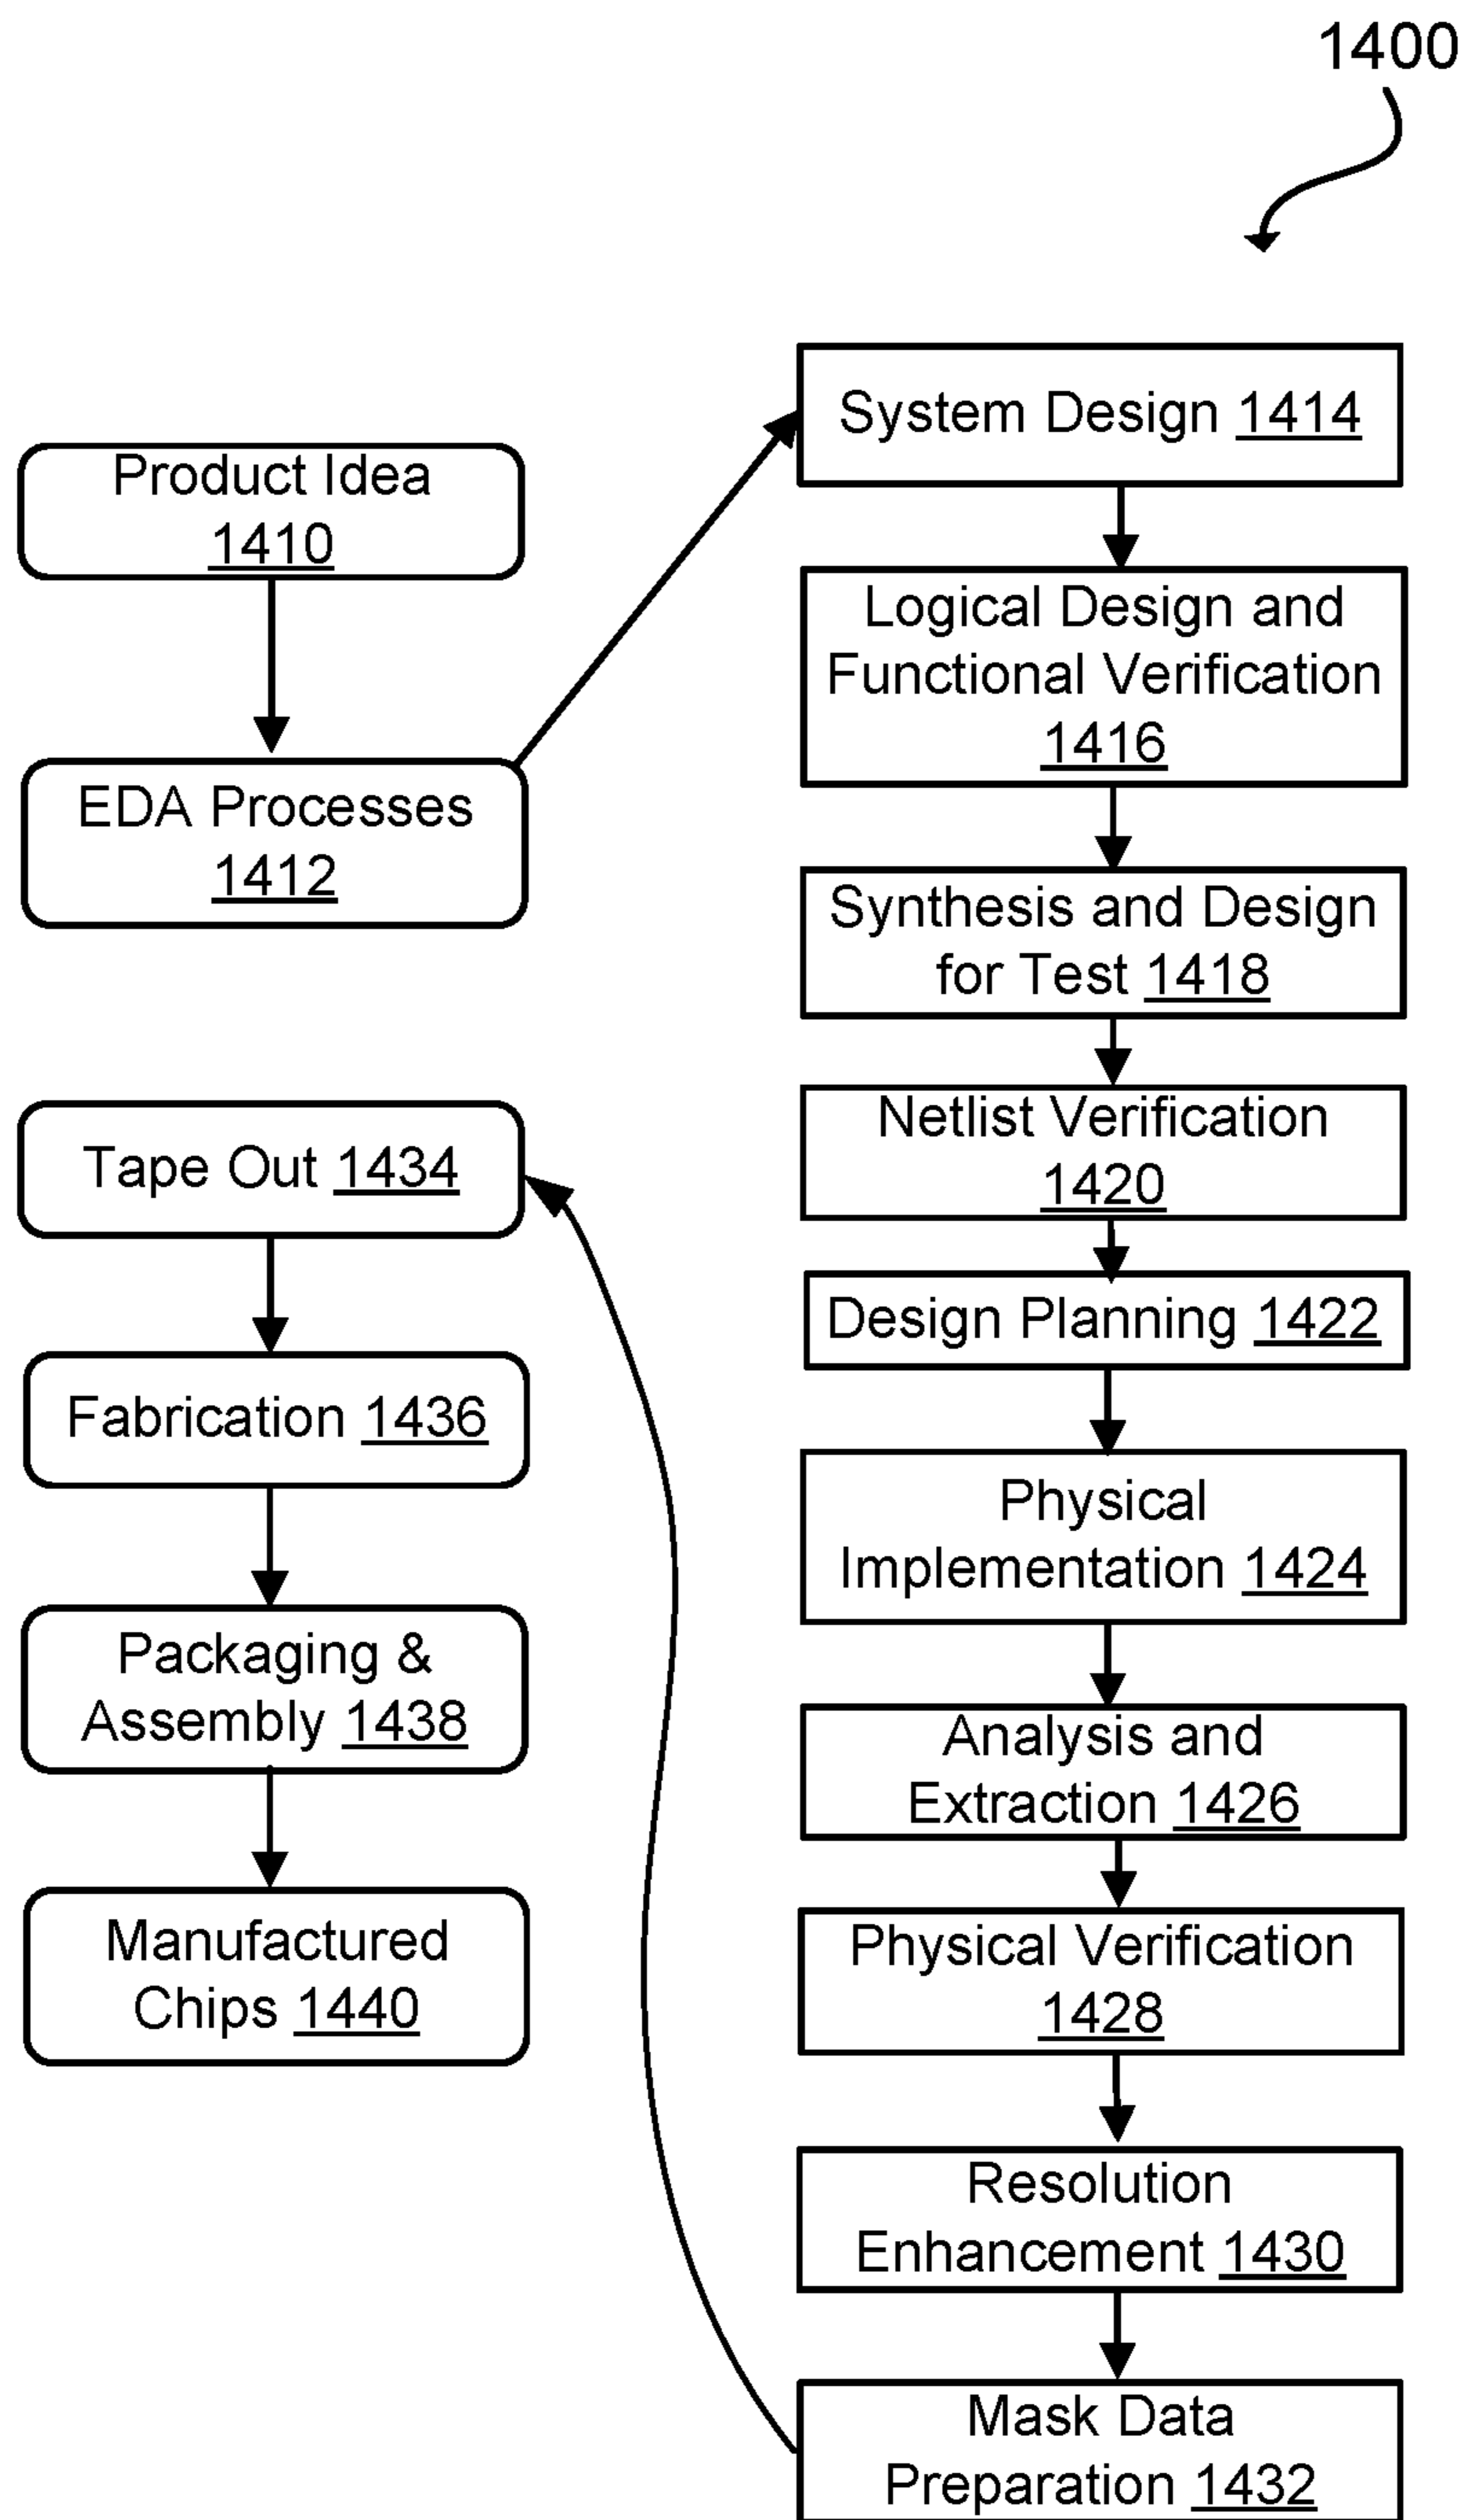 1400
Product Idea
1410
EDA Processes
1412
System Design 1414
Logical Design and
Functional Verification
1416
Synthesis and Design
for Test 1418
Netlist Verification
1420
Design Planning 1422
Physical
Implementation 1424
Analysis and
Extraction 1426
Physical Verification
1428
Resolution
Enhancement 1430
Mask Data
Preparation 1432
Tape Out 1434
Fabrication 1436
Packaging &
Assembly 1438
Manufactured
Chips 1440